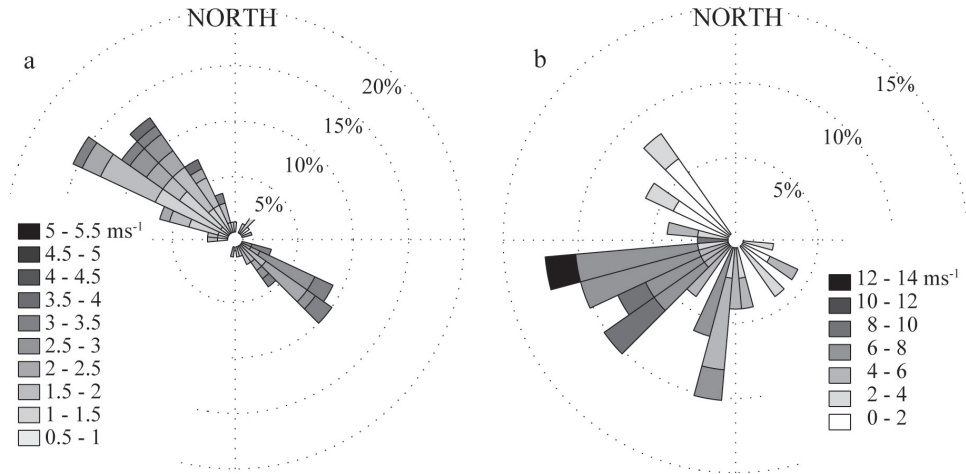 NORTH
a
20%
15%
10%
5%
5 - 5.5 ms-1
4.5 - 5
4 - 4.5
3.5 - 4
3 - 3.5
2.5 - 3
2 - 2.5
1.5 - 2
1 - 1.5
0.5 - 1
NORTH
b
15%
10%
5%
12 - 14 ms-1
10 - 12
8 - 10
6 - 8
4 - 6
2 - 4
0 - 2